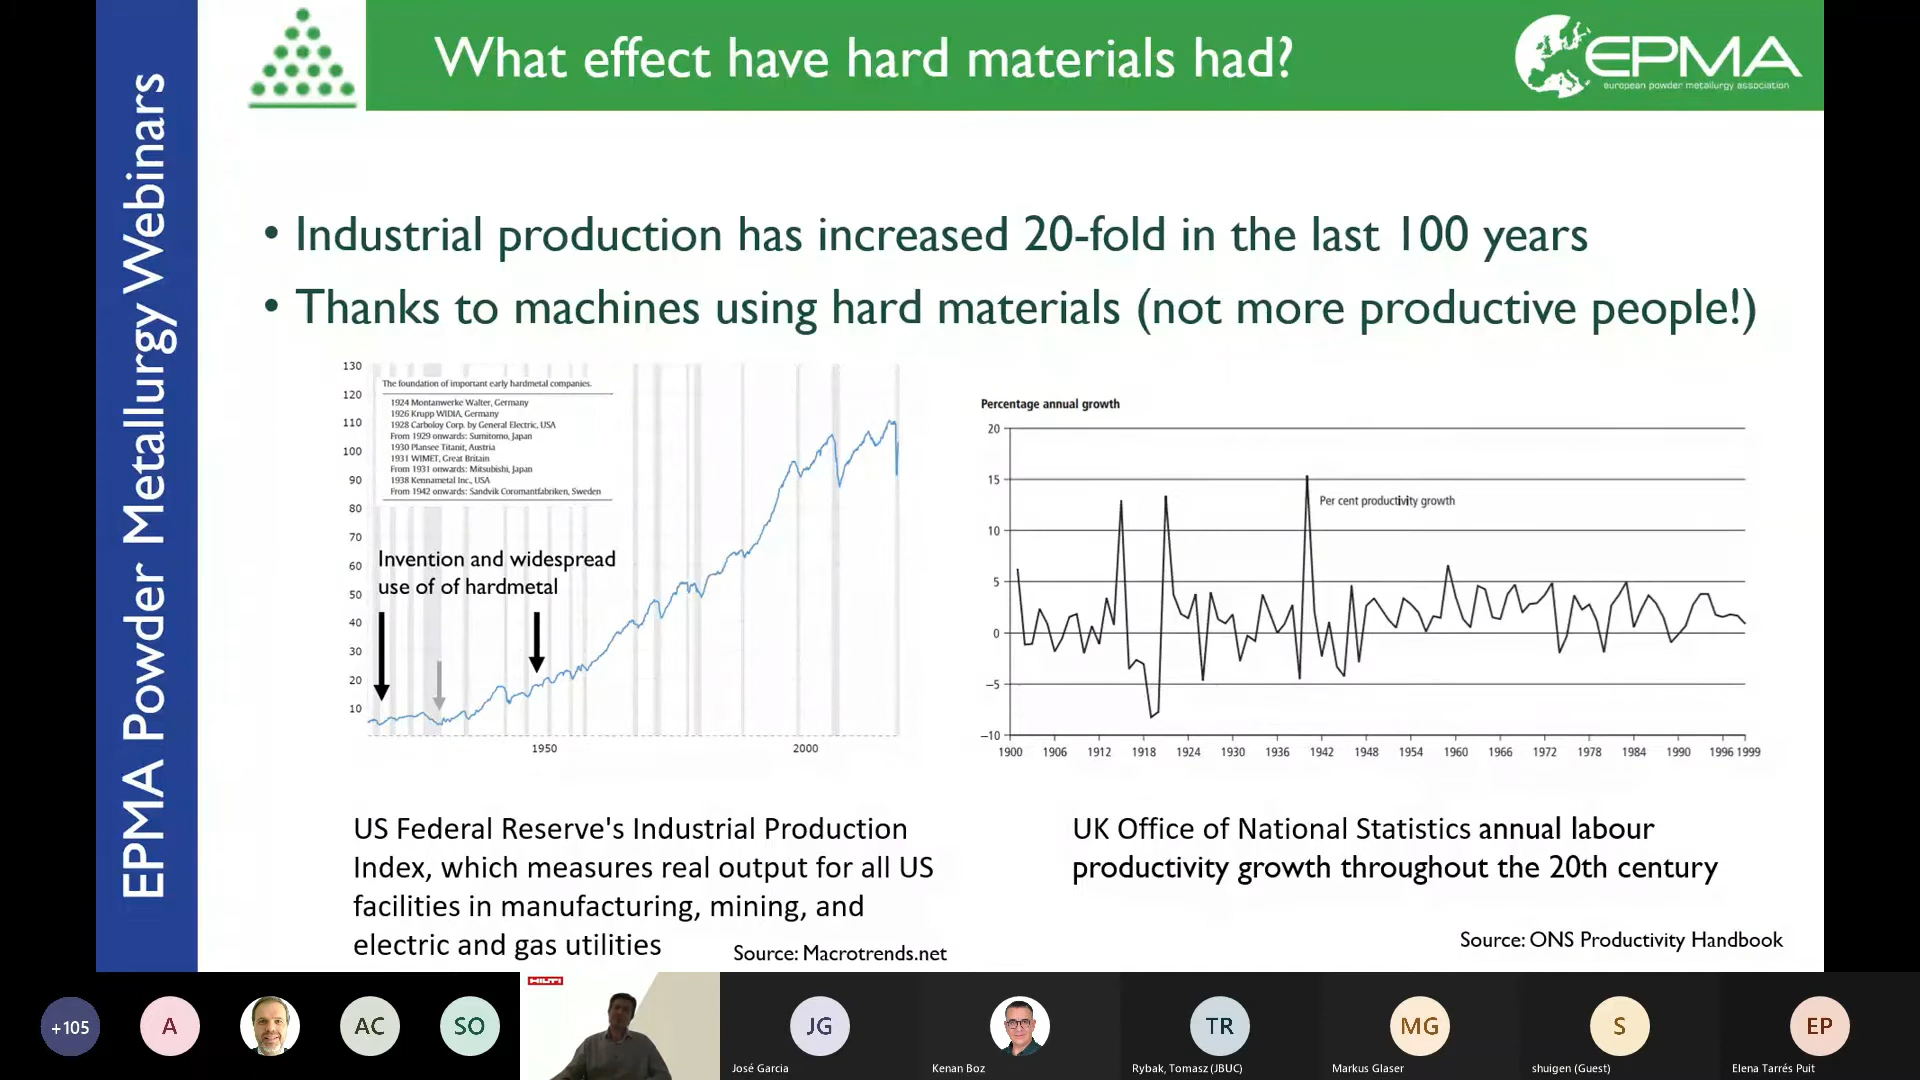 What effect have hard materials had?
EPMA
european powder metallurgy association
EPMA Powder Metallurgy Webinars
• Industrial production has increased 20-fold in the last 100 years
• Thanks to machines using hard materials (not more productive people!)
130
120
110
100
90
80
70
60
50
40
30
20
10
The foundation of important early hardmetal companies.
1924 Montanwerke Walter, Germany
1926 Krupp WIDIA, Germany
1928 Carboloy Corp. by General Electric, USA
From 1929 onwards: Sumitomo, Japan
1930 Plansee Titanit, Austria
1931 WIMET, Great Britain
From 1931 onwards: Mitsubishi, Japan
1938 Kennametal Inc., USA
From 1942 onwards: Sandvik Coromantfabriken, Sweden
Invention and widespread
use of of hardmetal
1950 2000
US Federal Reserve's Industrial Production
Index, which measures real output for all US
facilities in manufacturing, mining, and
electric and gas utilities
Source: Macrotrends.net
Percentage annual growth
20
15
10
5
0
–5
–10
Per cent productivity growth
1900 1906 1912 1918 1924 1930 1936 1942 1948 1954 1960 1966 1972 1978 1984 1990 1996 1999
UK Office of National Statistics annual labour
productivity growth throughout the 20th century
Source: ONS Productivity Handbook
+105
A
AC
SO
HILTI
JG
José Garcia
Kenan Boz
TR
Rybak, Tomasz (JBUC)
MG
Markus Glaser
S
shuigen (Guest)
EP
Elena Tarrés Puit